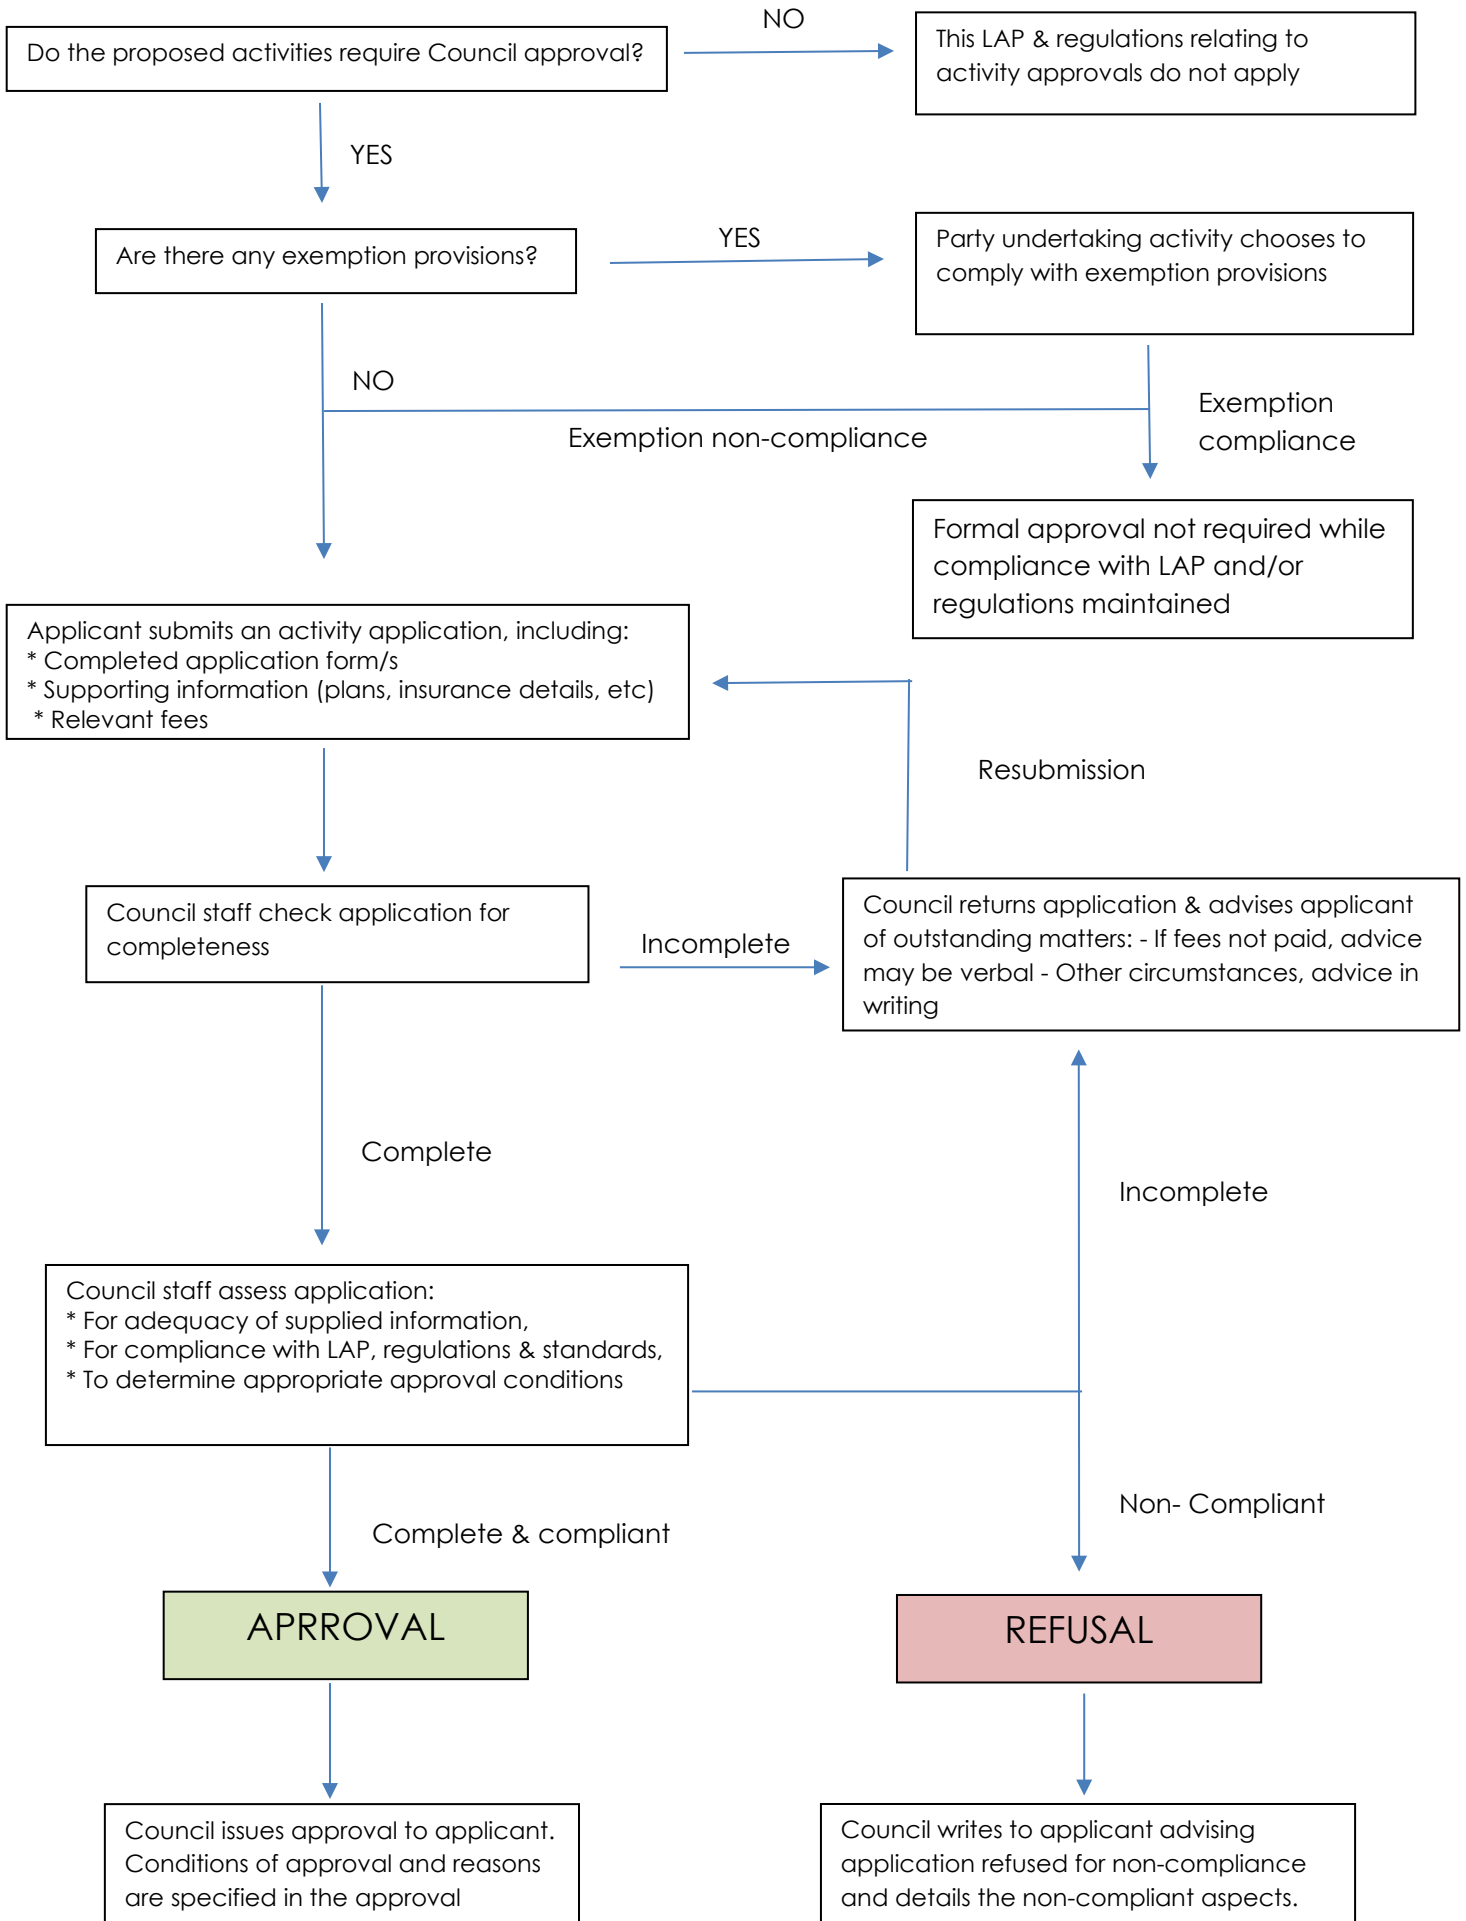 NO
Do the proposed activities require Council approval?
This LAP & regulations relating to
activity approvals do not apply
YES
Are there any exemption provisions?
YES
Party undertaking activity chooses to
comply with exemption provisions
NO
Exemption non-compliance
Exemption
compliance
Formal approval not required while
compliance with LAP and/or
regulations maintained
Applicant submits an activity application, including:
* Completed application form/s
* Supporting information (plans, insurance details, etc)
* Relevant fees
Resubmission
Council staff check application for
completeness
Incomplete
Council returns application & advises applicant
of outstanding matters: - If fees not paid, advice
may be verbal - Other circumstances, advice in
writing
Complete
Incomplete
Council staff assess application:
* For adequacy of supplied information,
* For compliance with LAP, regulations & standards,
* To determine appropriate approval conditions
Non- Compliant
Complete & compliant
APRROVAL
REFUSAL
Council issues approval to applicant.
Conditions of approval and reasons
are specified in the approval
Council writes to applicant advising
application refused for non-compliance
and details the non-compliant aspects.